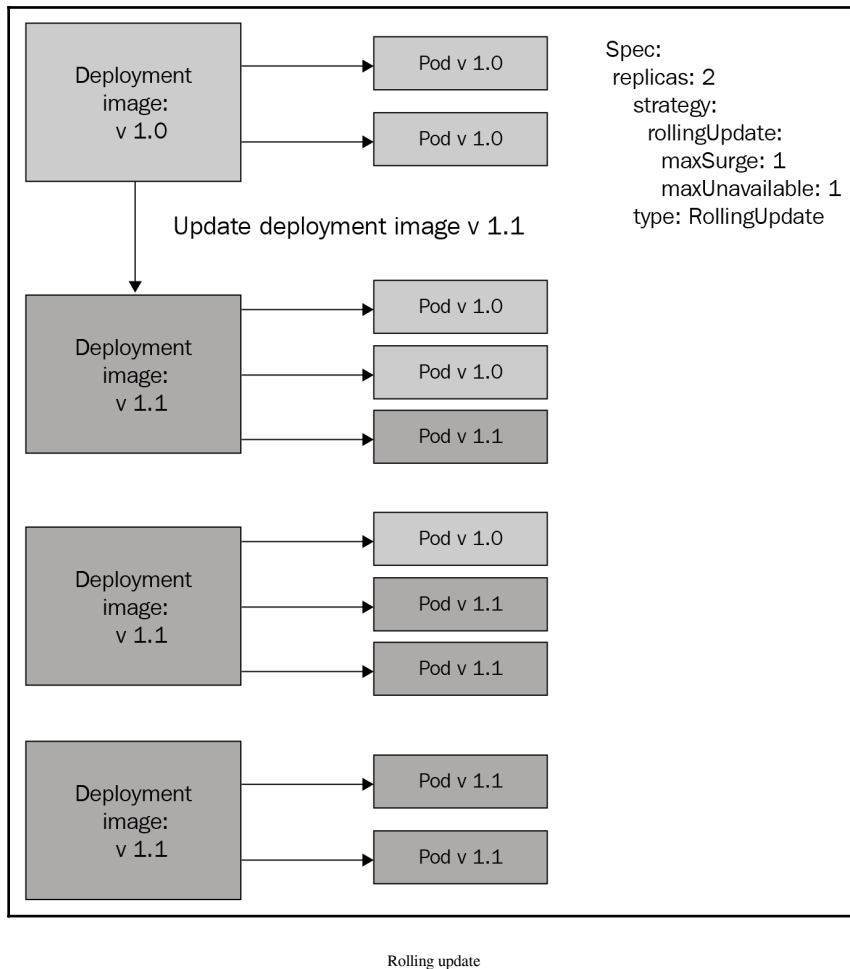 Deployment
image:
v 1.0
Pod v 1.0
Pod v 1.0
Spec:
replicas: 2
strategy:
rollingUpdate:
maxSurge: 1
maxUnavailable: 1
type: RollingUpdate
Update deployment image v 1.1
Deployment
image:
v 1.1
Pod v 1.0
Pod v 1.0
Pod v 1.1
Deployment
image:
v 1.1
Pod v 1.0
Pod v 1.1
Pod v 1.1
Deployment
image:
v 1.1
Pod v 1.1
Pod v 1.1
Rolling update